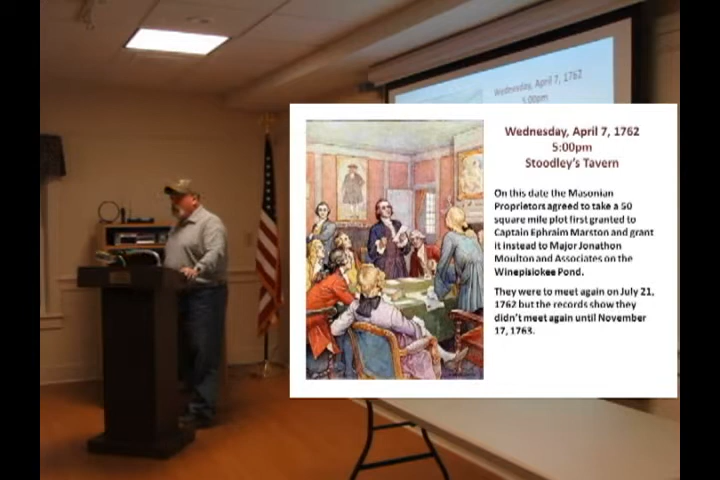 Wednesday, April 7, 1762
5:00pm
Wednesday, April 7, 1762
5:00pm
Stoodley's Tavern
On this date the Masonian
Proprietors agreed to take a 50
square mile plot first granted to
Captain Ephraim Marston and grant
it instead to Major Jonathon
Moulton and Associates on the
Winepisiokee Pond.
They were to meet again on July 21,
1762 but the records show they
didn't meet again until November
17, 1763.